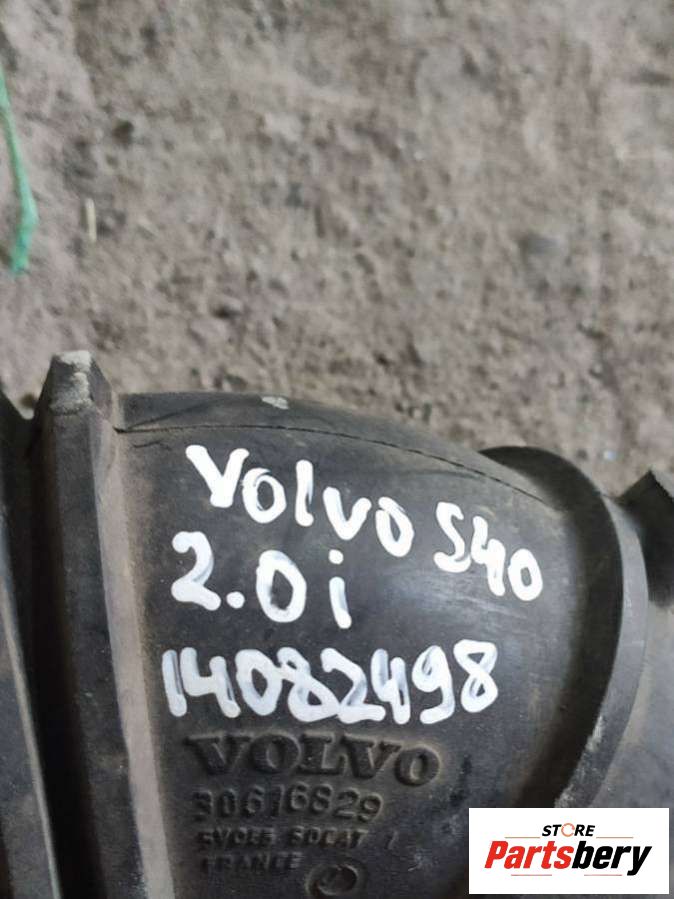 VOLVO S40
2.0i
14082498
VOLVO
30616829
FRANCE
STORE
Partsbery